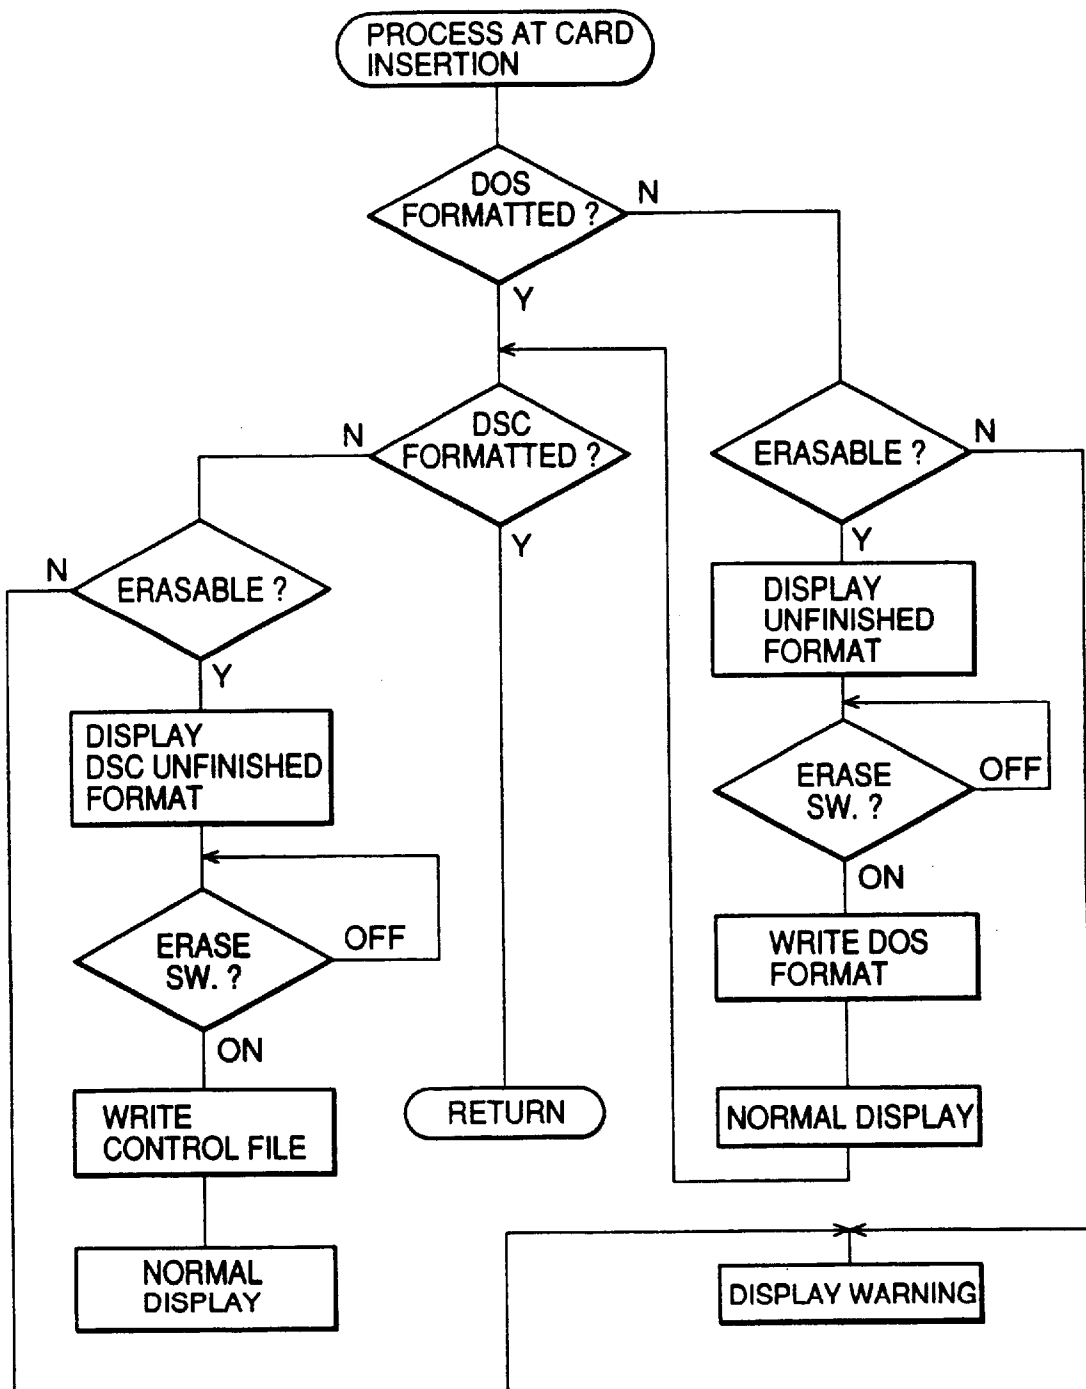 PROCESS AT CARD
INSERTION
DOS
FORMATTED ?
N
Y
DSC
FORMATTED ?
N
Y
ERASABLE ?
N
Y
ERASABLE ?
N
Y
DISPLAY
UNFINISHED
FORMAT
DISPLAY
DSC UNFINISHED
FORMAT
ERASE
SW. ?
OFF
ON
ERASE
SW. ?
OFF
ON
WRITE DOS
FORMAT
WRITE
CONTROL FILE
RETURN
NORMAL DISPLAY
NORMAL
DISPLAY
DISPLAY WARNING